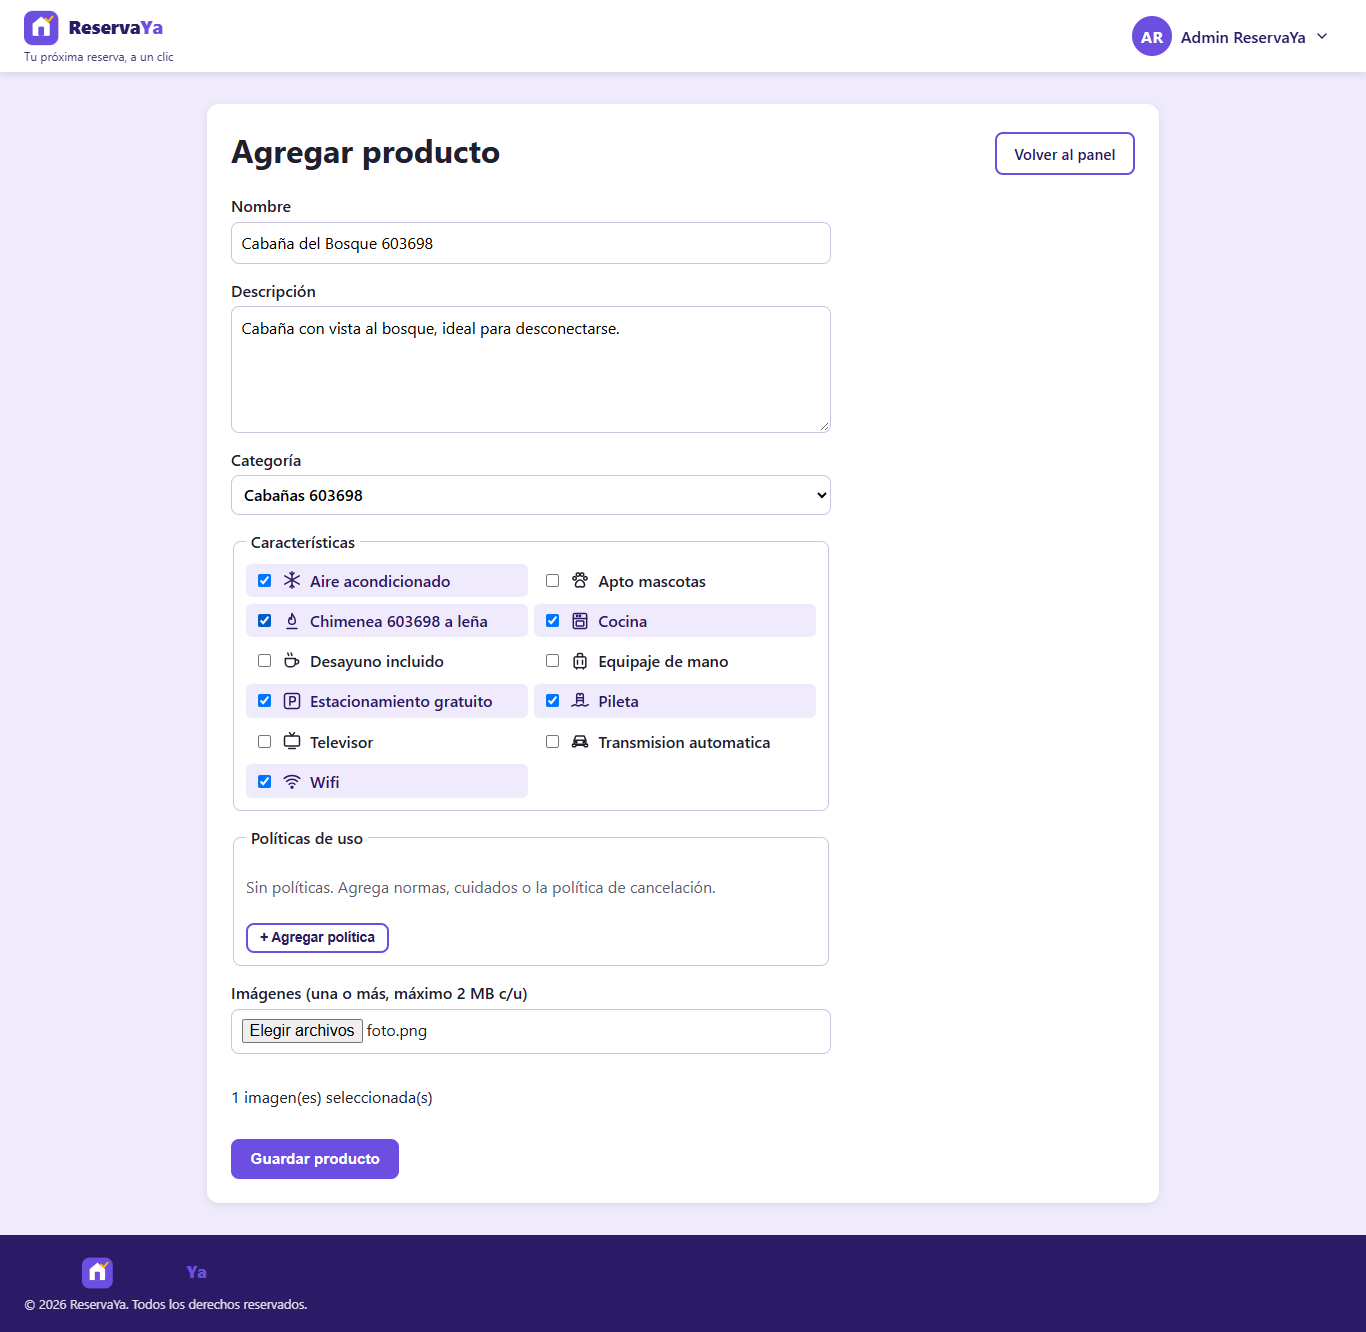 ReservaYa
Tu próxima reserva, a un clic
AR
Admin ReservaYa
Agregar producto
Volver al panel
Nombre
Cabaña del Bosque 603698
Descripción
Cabaña con vista al bosque, ideal para desconectarse.
Categoría
Cabañas 603698
Características
Aire acondicionado
Apto mascotas
Chimenea 603698 a leña
Cocina
Desayuno incluido
Equipaje de mano
Estacionamiento gratuito
Pileta
Televisor
Transmision automatica
Wifi
Políticas de uso
Sin políticas. Agrega normas, cuidados o la política de cancelación.
+ Agregar política
Imágenes (una o más, máximo 2 MB c/u)
Elegir archivos foto.png
1 imagen(es) seleccionada(s)
Guardar producto
Ya
© 2026 ReservaYa. Todos los derechos reservados.